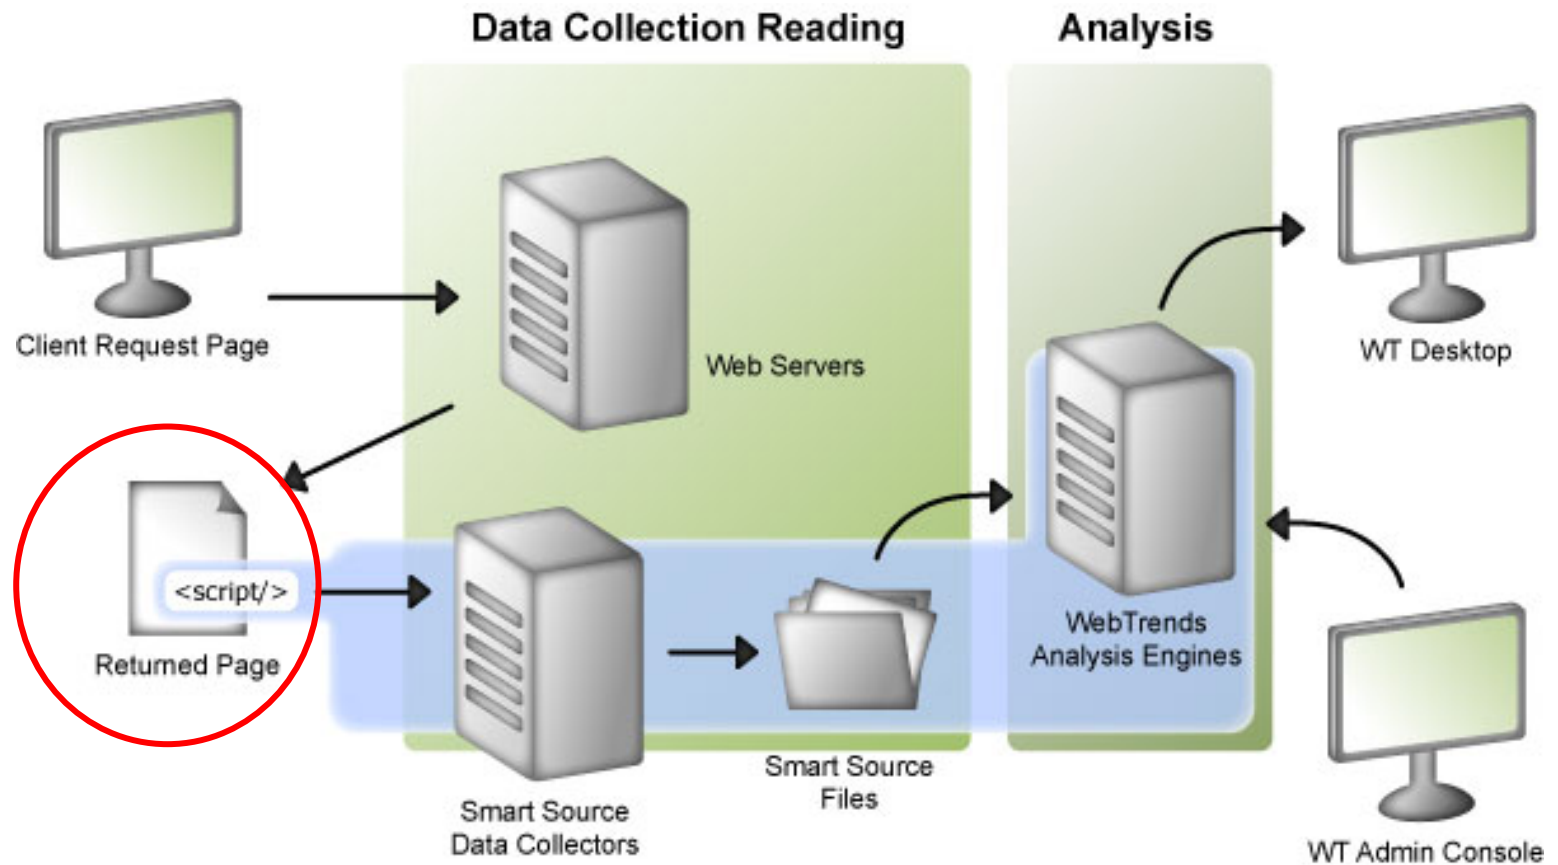 Data Collection Reading
Analysis
Client Request Page
Web Servers
WT Desktop
<script/>
Returned Page
WebTrends
Analysis Engines
Smart Source
Files
Smart Source
Data Collectors
WT Admin Console